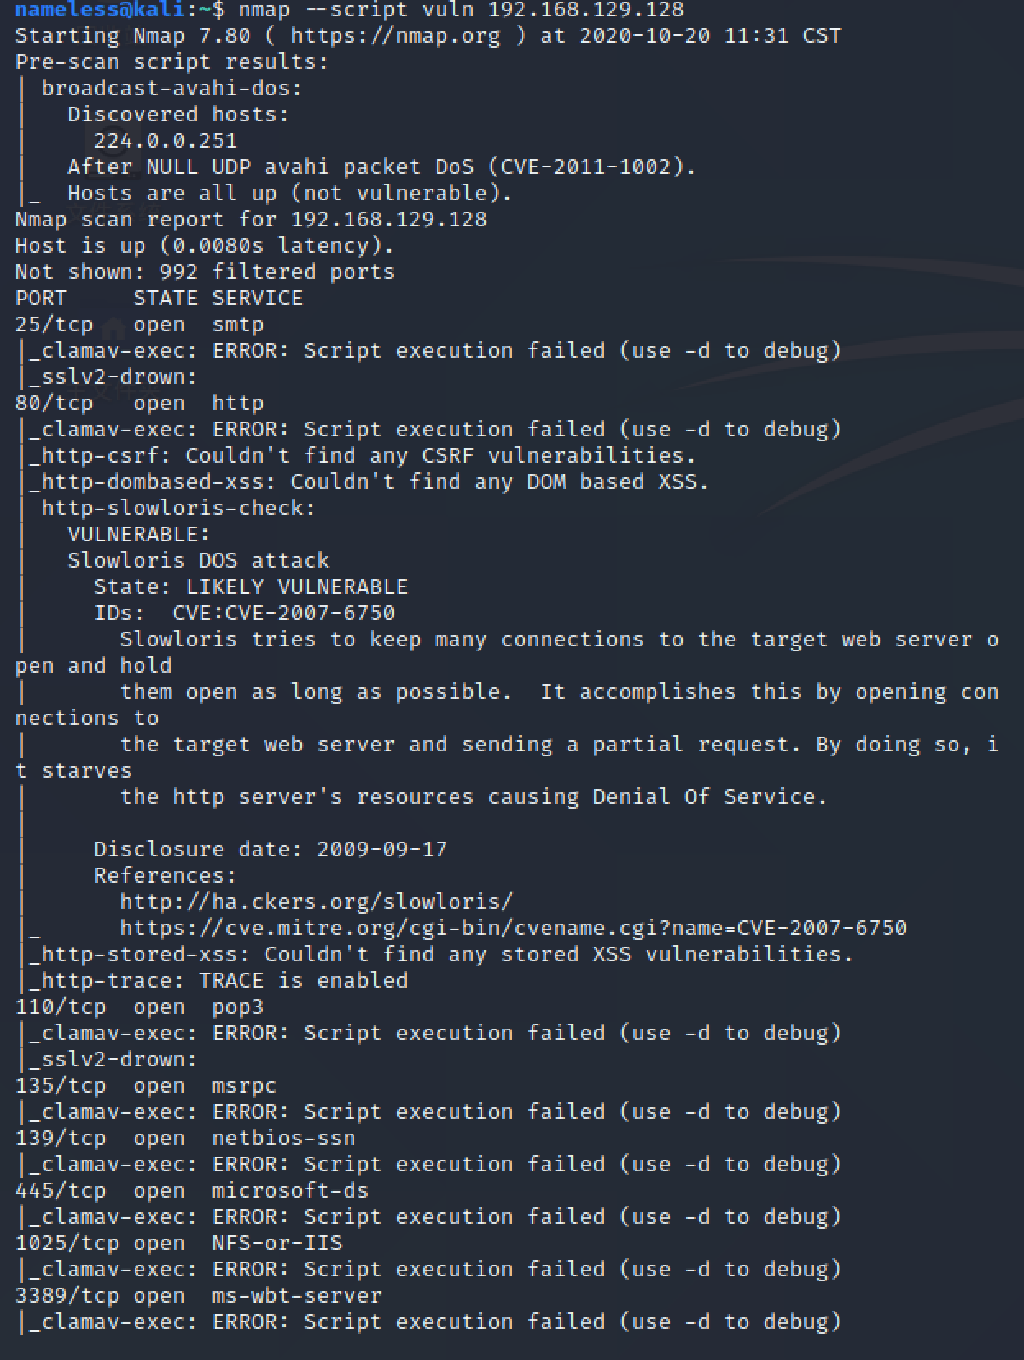 nameless@kali:~$ nmap --script vuln 192.168.129.128
Starting Nmap 7.80 ( https://nmap.org ) at 2020-10-20 11:31 CST
Pre-scan script results:
| broadcast-avahi-dos:
|   Discovered hosts:
|     224.0.0.251
|   After NULL UDP avahi packet DoS (CVE-2011-1002).
|_  Hosts are all up (not vulnerable).
Nmap scan report for 192.168.129.128
Host is up (0.0080s latency).
Not shown: 992 filtered ports
PORT     STATE SERVICE
25/tcp   open  smtp
|_clamav-exec: ERROR: Script execution failed (use -d to debug)
|_sslv2-drown:
80/tcp   open  http
|_clamav-exec: ERROR: Script execution failed (use -d to debug)
|_http-csrf: Couldn't find any CSRF vulnerabilities.
|_http-dombased-xss: Couldn't find any DOM based XSS.
| http-slowloris-check:
|   VULNERABLE:
|   Slowloris DOS attack
|     State: LIKELY VULNERABLE
|     IDs:  CVE:CVE-2007-6750
|       Slowloris tries to keep many connections to the target web server o
pen and hold
|       them open as long as possible.  It accomplishes this by opening con
nections to
|       the target web server and sending a partial request. By doing so, i
t starves
|       the http server's resources causing Denial Of Service.
|
|     Disclosure date: 2009-09-17
|     References:
|       http://ha.ckers.org/slowloris/
|_      https://cve.mitre.org/cgi-bin/cvename.cgi?name=CVE-2007-6750
|_http-stored-xss: Couldn't find any stored XSS vulnerabilities.
|_http-trace: TRACE is enabled
110/tcp  open  pop3
|_clamav-exec: ERROR: Script execution failed (use -d to debug)
|_sslv2-drown:
135/tcp  open  msrpc
|_clamav-exec: ERROR: Script execution failed (use -d to debug)
139/tcp  open  netbios-ssn
|_clamav-exec: ERROR: Script execution failed (use -d to debug)
445/tcp  open  microsoft-ds
|_clamav-exec: ERROR: Script execution failed (use -d to debug)
1025/tcp open  NFS-or-IIS
|_clamav-exec: ERROR: Script execution failed (use -d to debug)
3389/tcp open  ms-wbt-server
|_clamav-exec: ERROR: Script execution failed (use -d to debug)